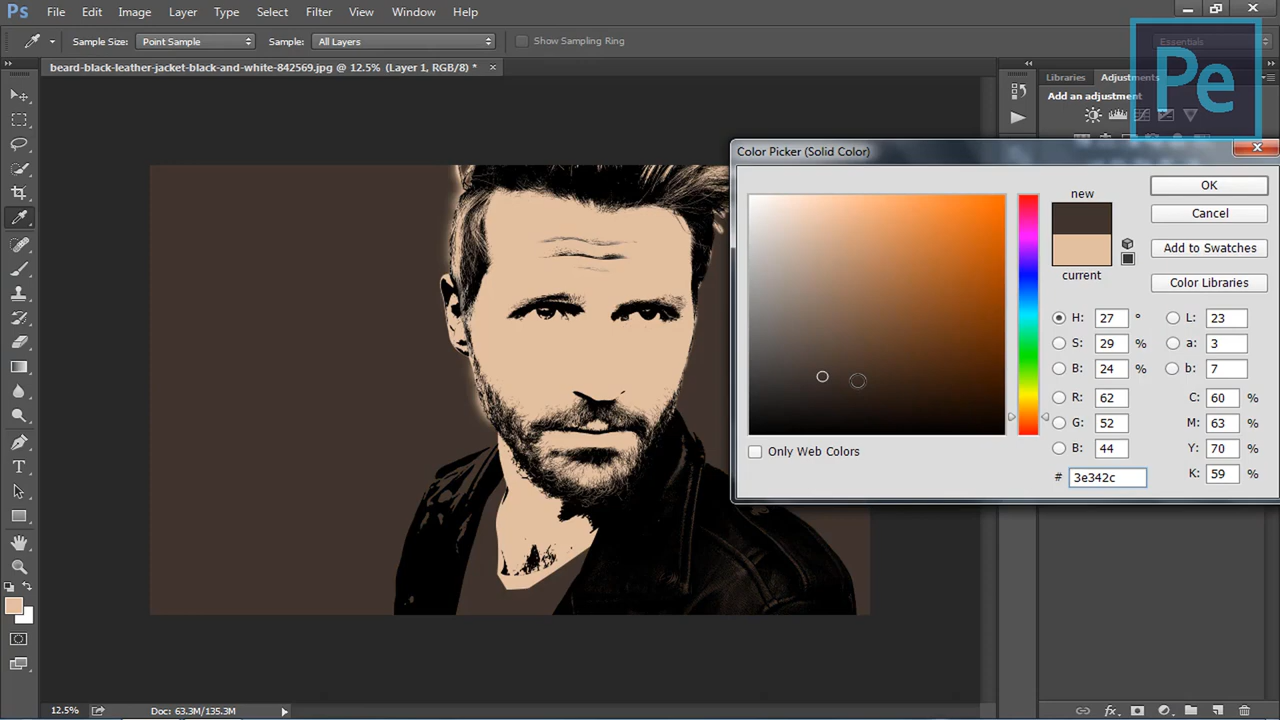 Ps File Edit Image Layer Type Select Filter View Window Help
Sample Size: Point Sample Sample: All Layers Show Sampling Ring Essentials
beard-black-leather-jacket-black-and-white-842569.jpg @ 12.5% (Layer 1, RGB/8) *
Libraries Adjustments
Add an adjustment
Pe
Color Picker (Solid Color)
new
OK
Cancel
Add to Swatches
current
Color Libraries
H: 27 ° L: 23
S: 29 % a: 3
B: 24 % b: 7
R: 62 C: 60 %
G: 52 M: 63 %
B: 44 Y: 70 %
# 3e342c K: 59 %
Only Web Colors
T
12.5% Doc: 63.3M/135.3M
fx